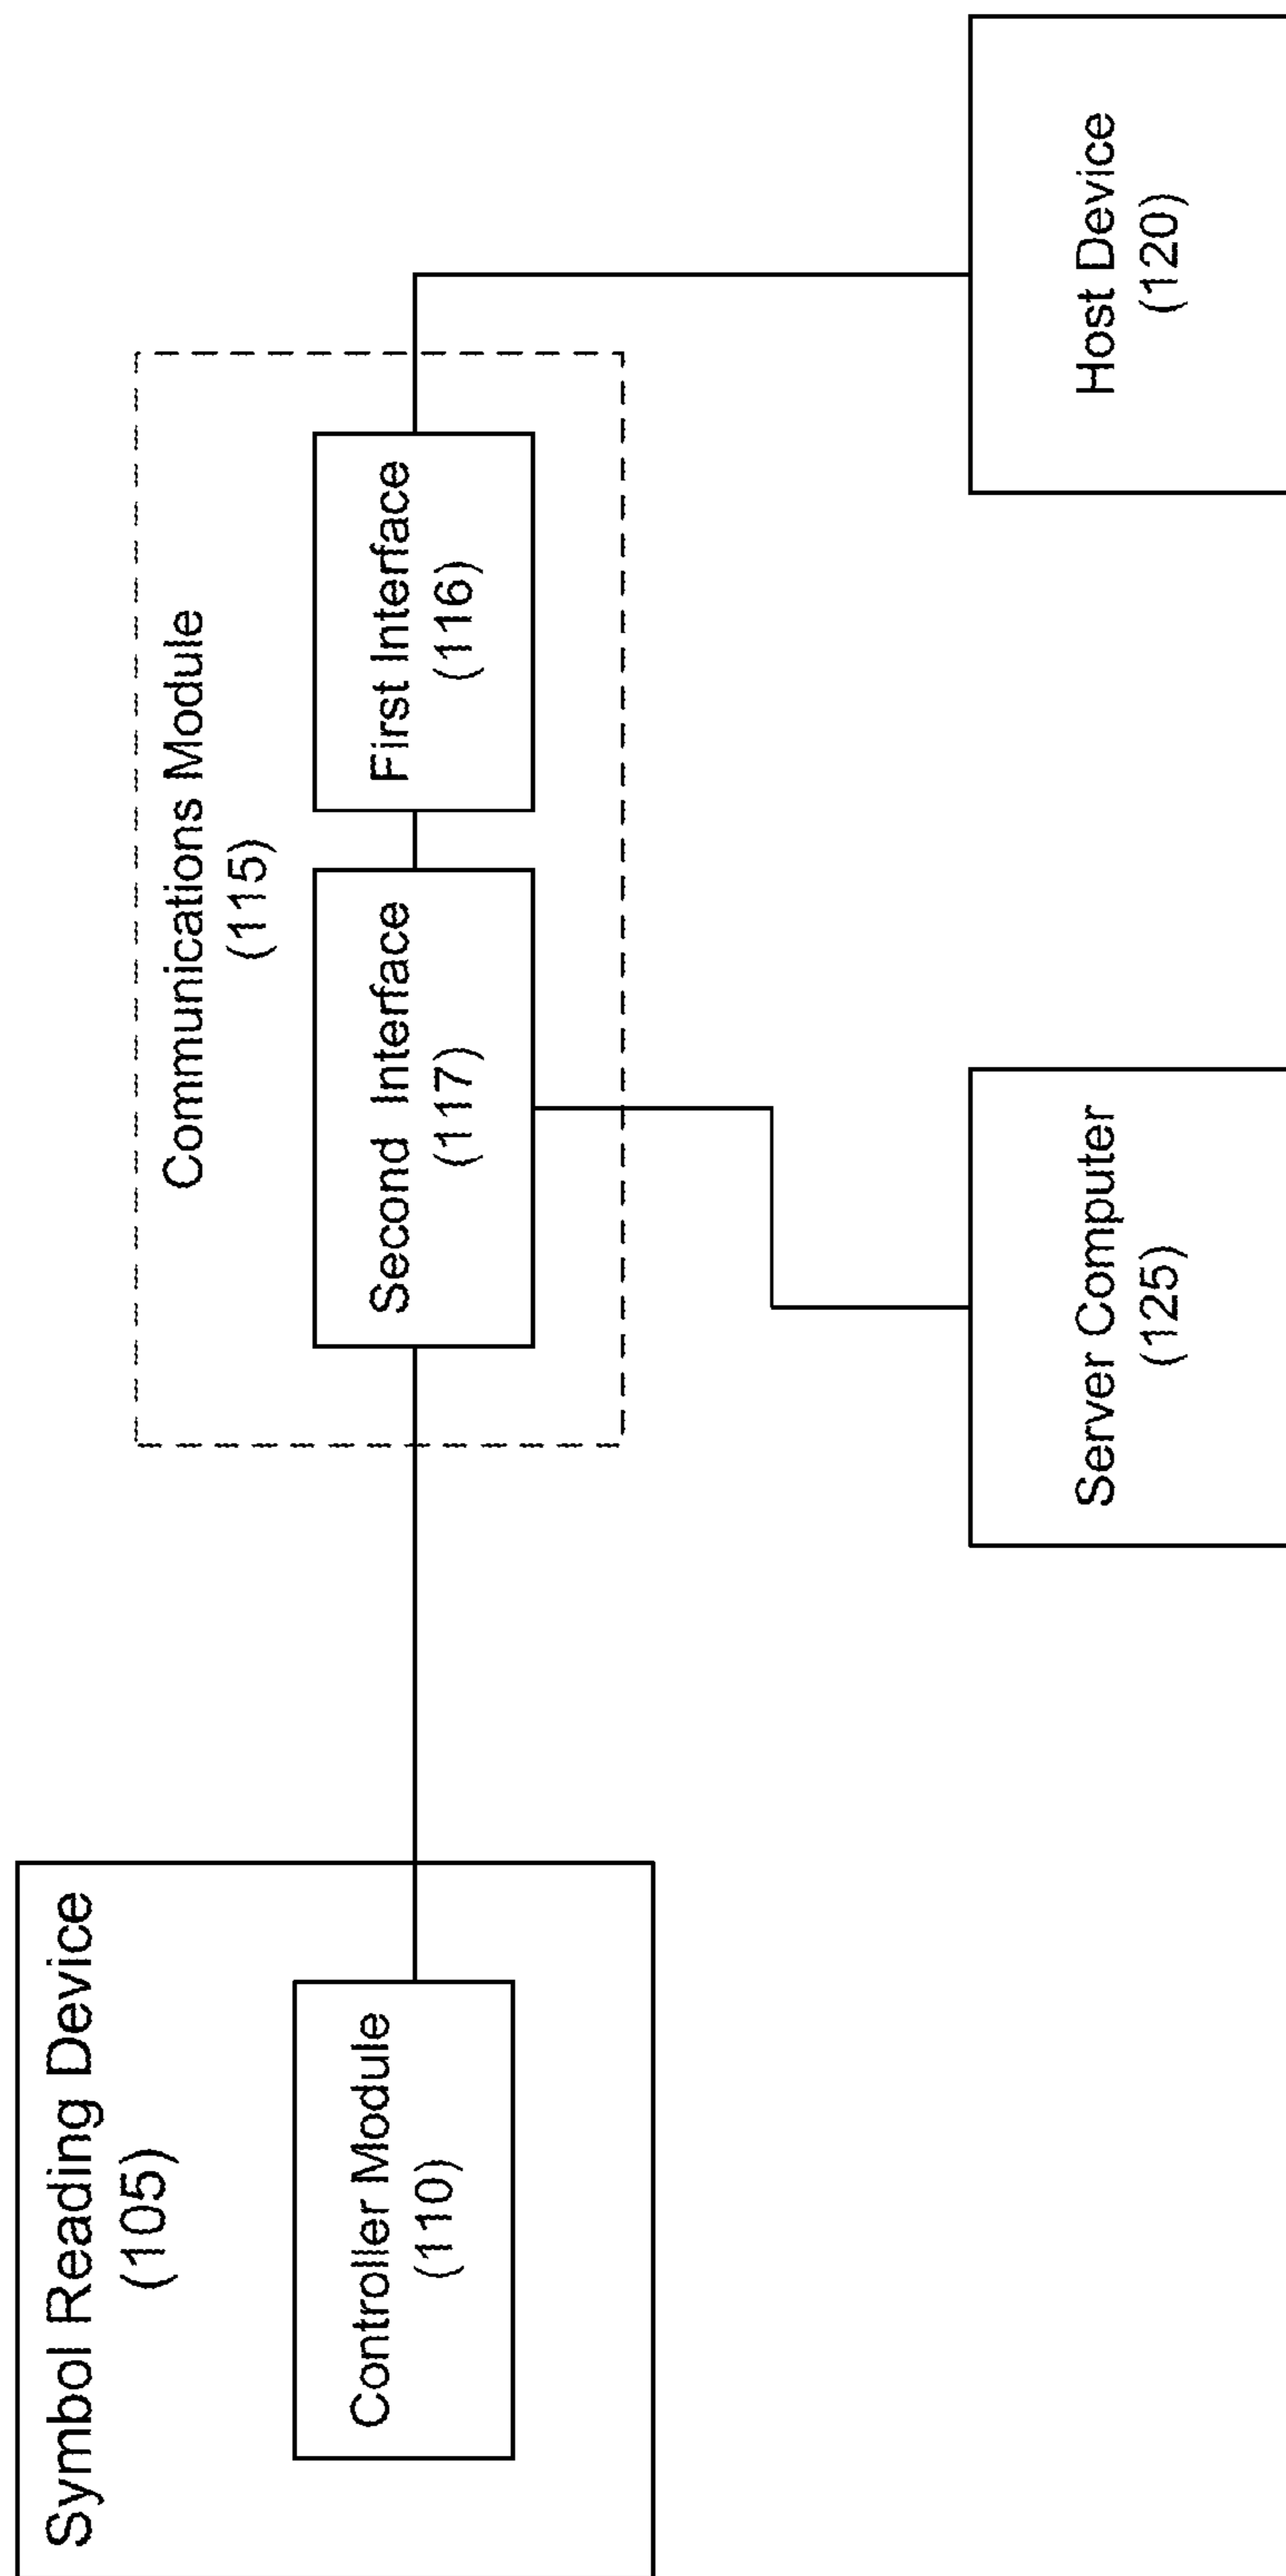 Symbol Reading Device
(105)
Controller Module
(110)
Communications Module
(115)
Second Interface
(117)
First Interface
(116)
Server Computer
(125)
Host Device
(120)